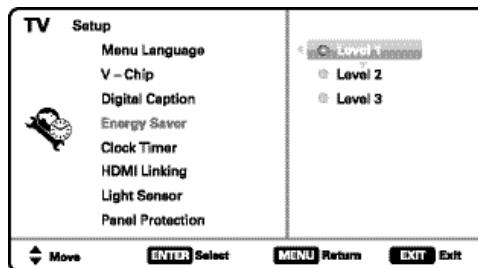 TV Setup
Menu Language
V – Chip
Digital Caption
Energy Saver
Clock Timer
HDMI Linking
Light Sensor
Panel Protection
Level 1
Level 2
Level 3
Move ENTER Select MENU Return EXIT Exit